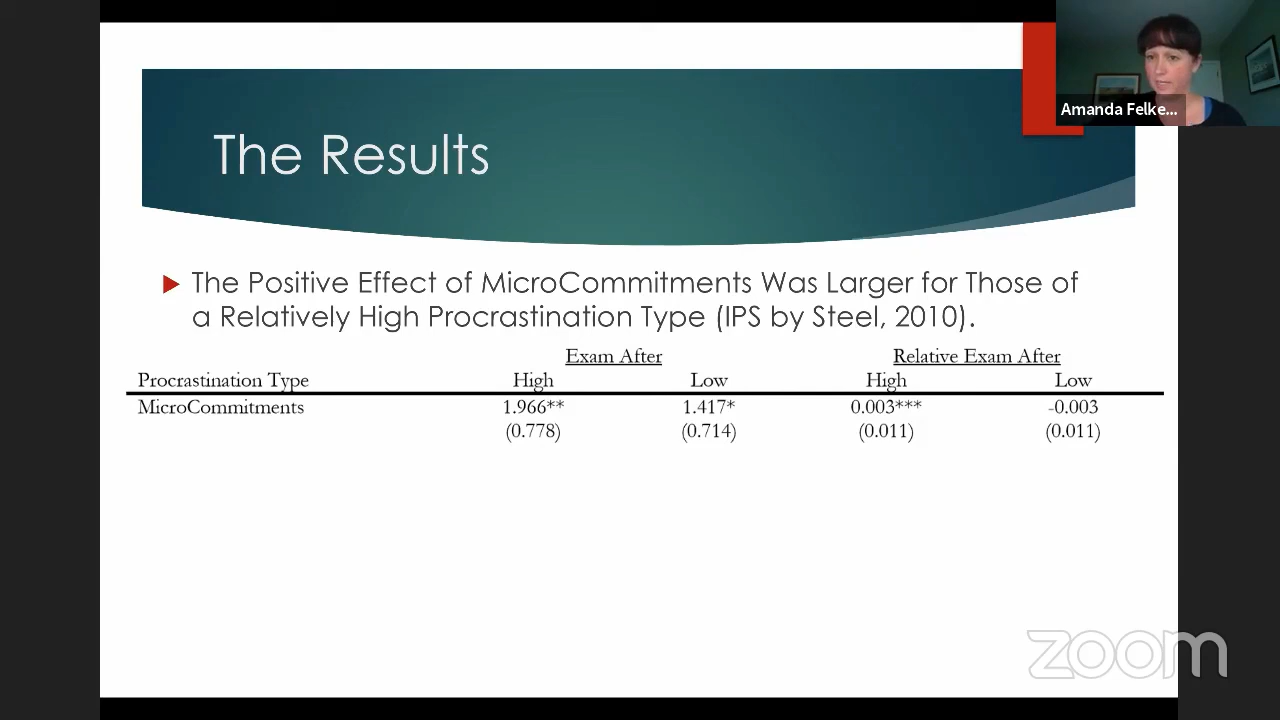 Amanda Felke...
The Results
The Positive Effect of MicroCommitments Was Larger for Those of
a Relatively High Procrastination Type (IPS by Steel, 2010).
Exam After Relative Exam After
Procrastination Type High Low High Low
MicroCommitments 1.966** 1.417* 0.003*** -0.003
(0.778) (0.714) (0.011) (0.011)
zoom